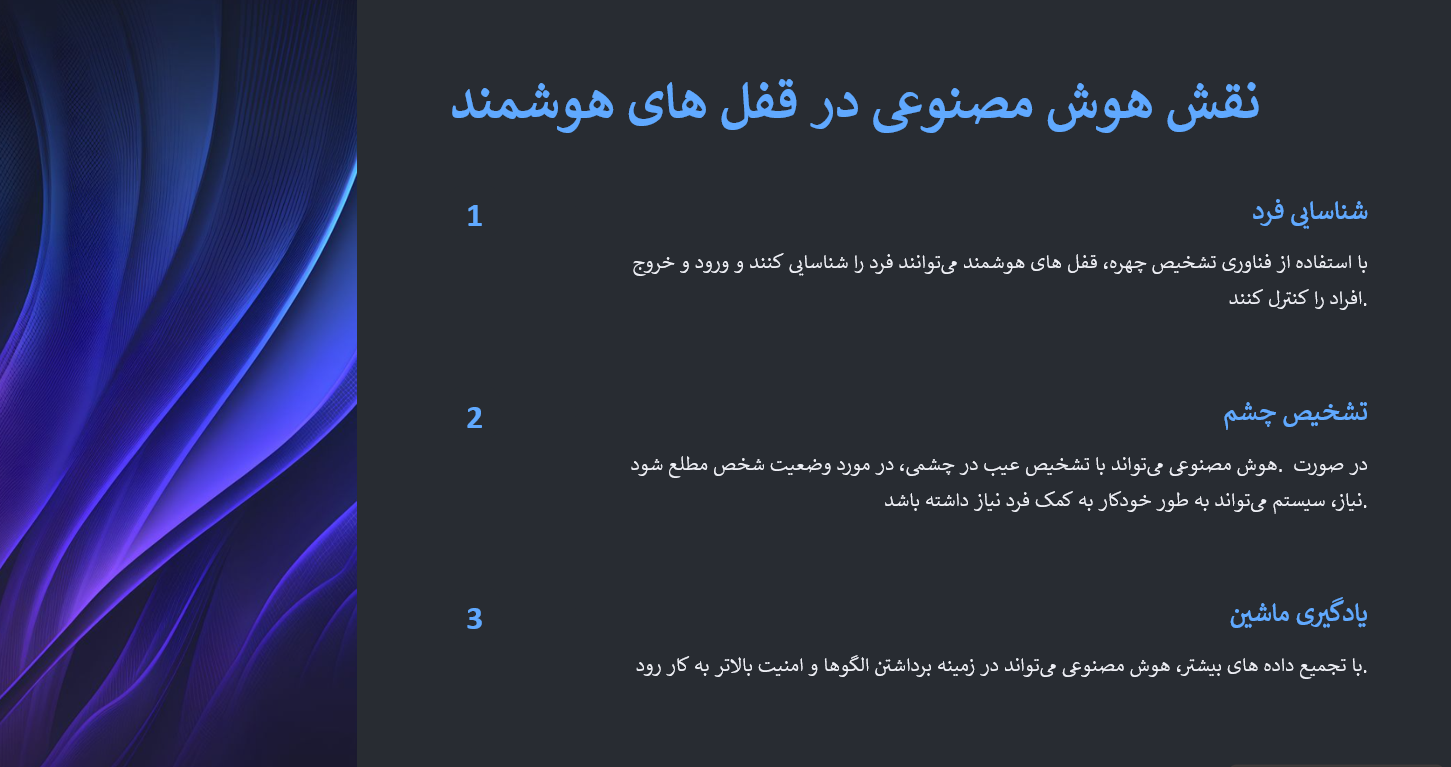 نقش هوش مصنوعی در قفل های هوشمند
شناسایی فرد
1
با استفاده از فناوری تشخیص چهره، قفل های هوشمند می‌توانند فرد را شناسایی کنند و ورود و خروج
.افراد را کنترل کنند
تشخیص چشم
2
در صورت .هوش مصنوعی می‌تواند با تشخیص عیب در چشمی، در مورد وضعیت شخص مطلع شود
.نیاز، سیستم می‌تواند به طور خودکار به کمک فرد نیاز داشته باشد
یادگیری ماشین
3
.با تجمیع داده های بیشتر، هوش مصنوعی می‌تواند در زمینه برداشتن الگوها و امنیت بالاتر به کار رود